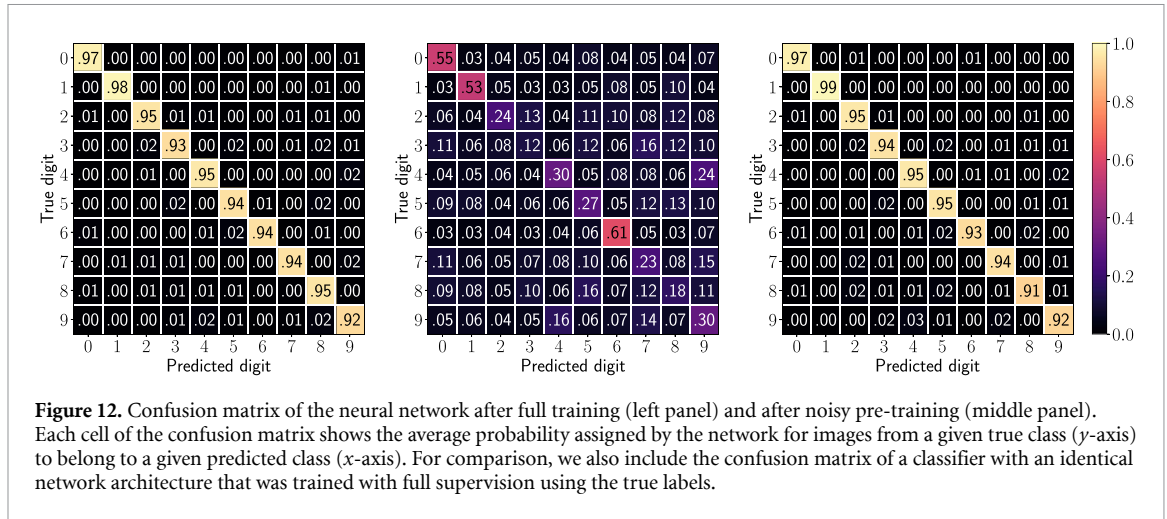 True digit
0 .97 .00 .00 .00 .00 .00 .00 .00 .00 .01
1 .00 .98 .00 .00 .00 .00 .00 .00 .01 .00
2 .01 .00 .95 .01 .01 .00 .00 .01 .01 .00
3 .00 .00 .02 .93 .00 .02 .00 .01 .02 .01
4 .00 .00 .01 .00 .95 .00 .00 .00 .00 .02
5 .00 .00 .00 .02 .00 .94 .01 .00 .02 .00
6 .01 .00 .00 .00 .01 .02 .94 .00 .01 .00
7 .00 .01 .01 .01 .00 .00 .00 .94 .00 .02
8 .01 .00 .01 .01 .01 .01 .00 .00 .95 .00
9 .00 .00 .00 .01 .02 .01 .00 .01 .02 .92
0 1 2 3 4 5 6 7 8 9
Predicted digit
True digit
0 .55 .03 .04 .05 .04 .08 .04 .05 .04 .07
1 .03 .53 .05 .03 .03 .05 .08 .05 .10 .04
2 .06 .04 .24 .13 .04 .11 .10 .08 .12 .08
3 .11 .06 .08 .12 .06 .12 .06 .16 .12 .10
4 .04 .05 .06 .04 .30 .05 .08 .08 .06 .24
5 .09 .08 .04 .06 .06 .27 .05 .12 .13 .10
6 .03 .03 .04 .03 .04 .06 .61 .05 .03 .07
7 .11 .06 .05 .07 .08 .10 .06 .23 .08 .15
8 .09 .08 .05 .10 .06 .16 .07 .12 .18 .11
9 .05 .06 .04 .05 .16 .06 .07 .14 .07 .30
0 1 2 3 4 5 6 7 8 9
Predicted digit
True digit
0 .97 .00 .01 .00 .00 .00 .01 .00 .00 .00
1 .00 .99 .00 .00 .00 .00 .00 .00 .00 .00
2 .00 .00 .95 .01 .00 .00 .00 .01 .01 .00
3 .00 .00 .02 .94 .00 .01 .00 .01 .01 .01
4 .00 .00 .01 .00 .95 .00 .01 .01 .00 .02
5 .00 .00 .00 .02 .00 .95 .01 .00 .01 .00
6 .01 .00 .01 .00 .01 .02 .93 .00 .01 .00
7 .00 .00 .02 .01 .00 .00 .00 .94 .00 .01
8 .01 .00 .02 .01 .01 .02 .00 .01 .91 .01
9 .00 .00 .00 .02 .03 .01 .00 .02 .00 .92
0 1 2 3 4 5 6 7 8 9
Predicted digit
1.0
0.8
0.6
0.4
0.2
0.0
Figure 12. Confusion matrix of the neural network after full training (left panel) and after noisy pre-training (middle panel).
Each cell of the confusion matrix shows the average probability assigned by the network for images from a given true class (y-axis)
to belong to a given predicted class (x-axis). For comparison, we also include the confusion matrix of a classifier with an identical
network architecture that was trained with full supervision using the true labels.